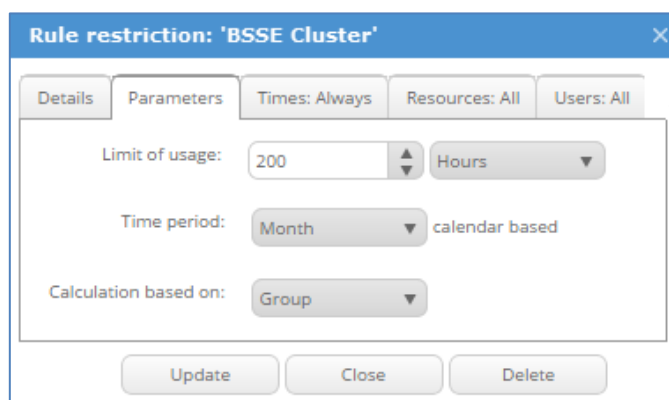 Rule restriction: 'BSSE Cluster'
Details Parameters Times: Always Resources: All Users: All
Limit of usage: 200 Hours
Time period: Month calendar based
Calculation based on: Group
Update Close Delete